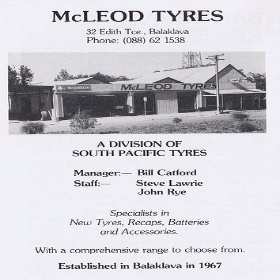 McLEOD TYRES
32 Edith Tce., Balaklava
Phone: (088) 62 1538
McLEOD TYRES
A DIVISION OF
SOUTH PACIFIC TYRES
Manager:— Bill Catford
Staff:— Steve Lawrie
John Rye
Specialists in
New Tyres, Recaps, Batteries
and Accessories.
With a comprehensive range to choose from.
Established in Balaklava in 1967